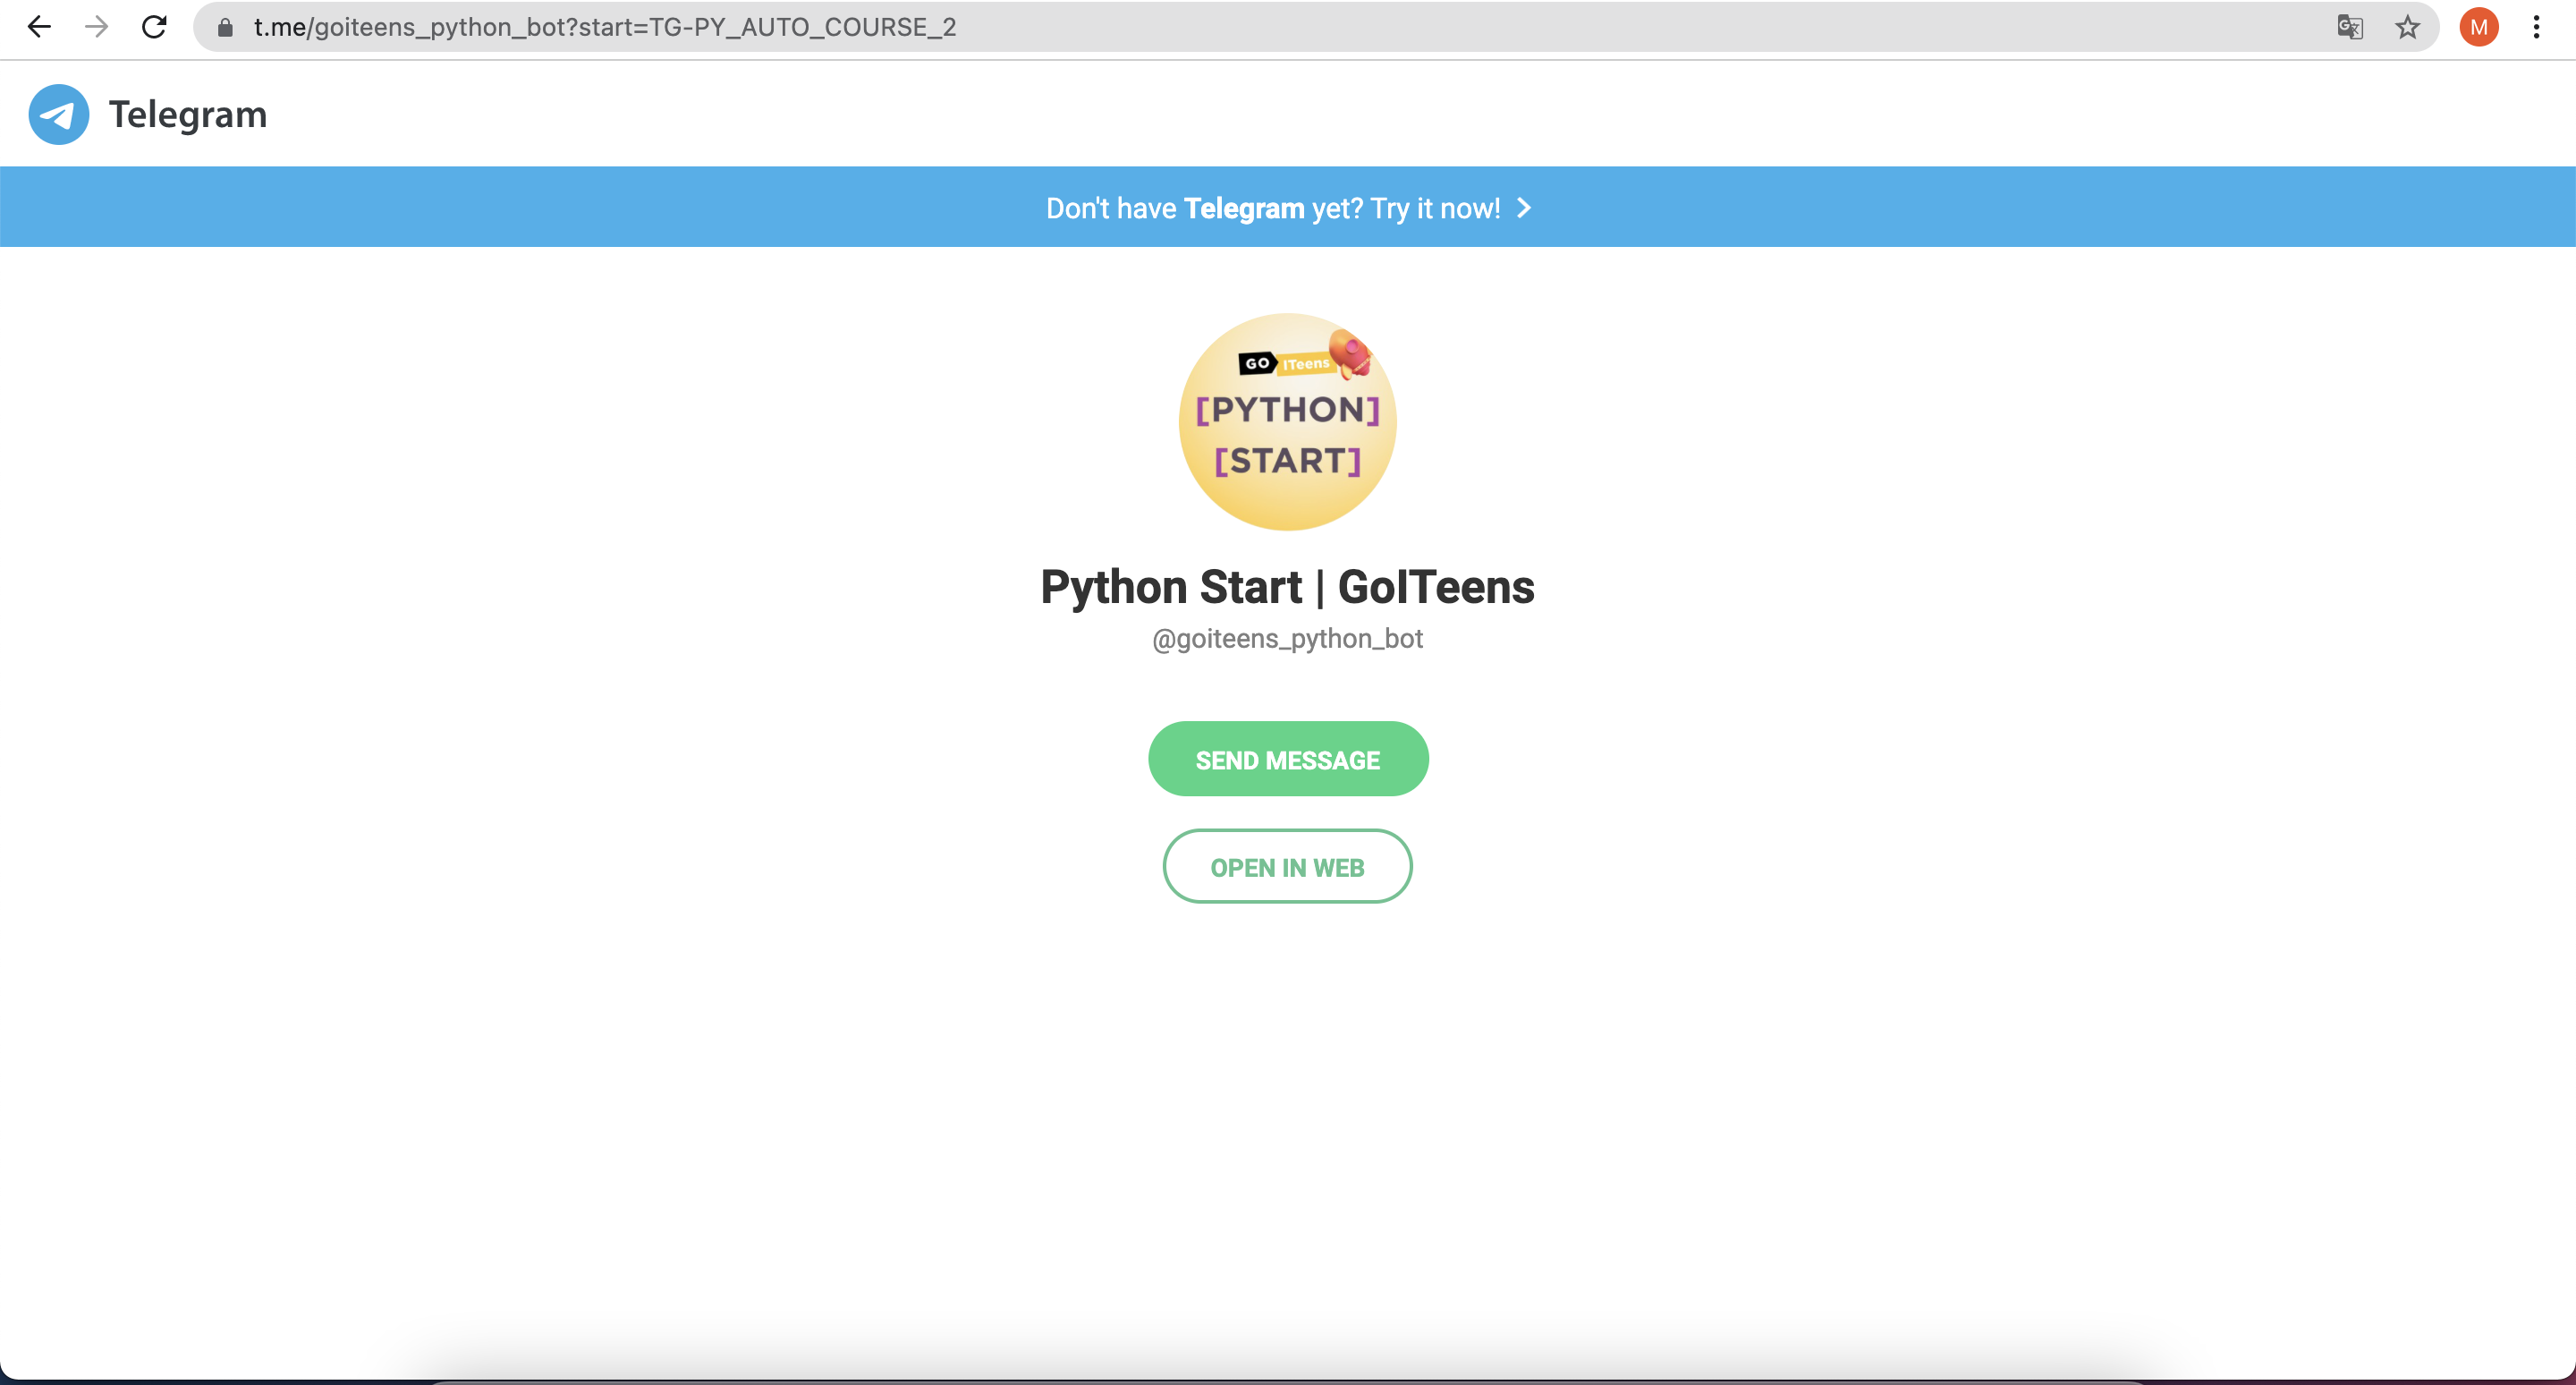 t.me/goiteens_python_bot?start=TG-PY_AUTO_COURSE_2
M
Telegram
Don't have Telegram yet? Try it now!
GO ITeens
[PYTHON]
[START]
Python Start | GoITeens
@goiteens_python_bot
SEND MESSAGE
OPEN IN WEB